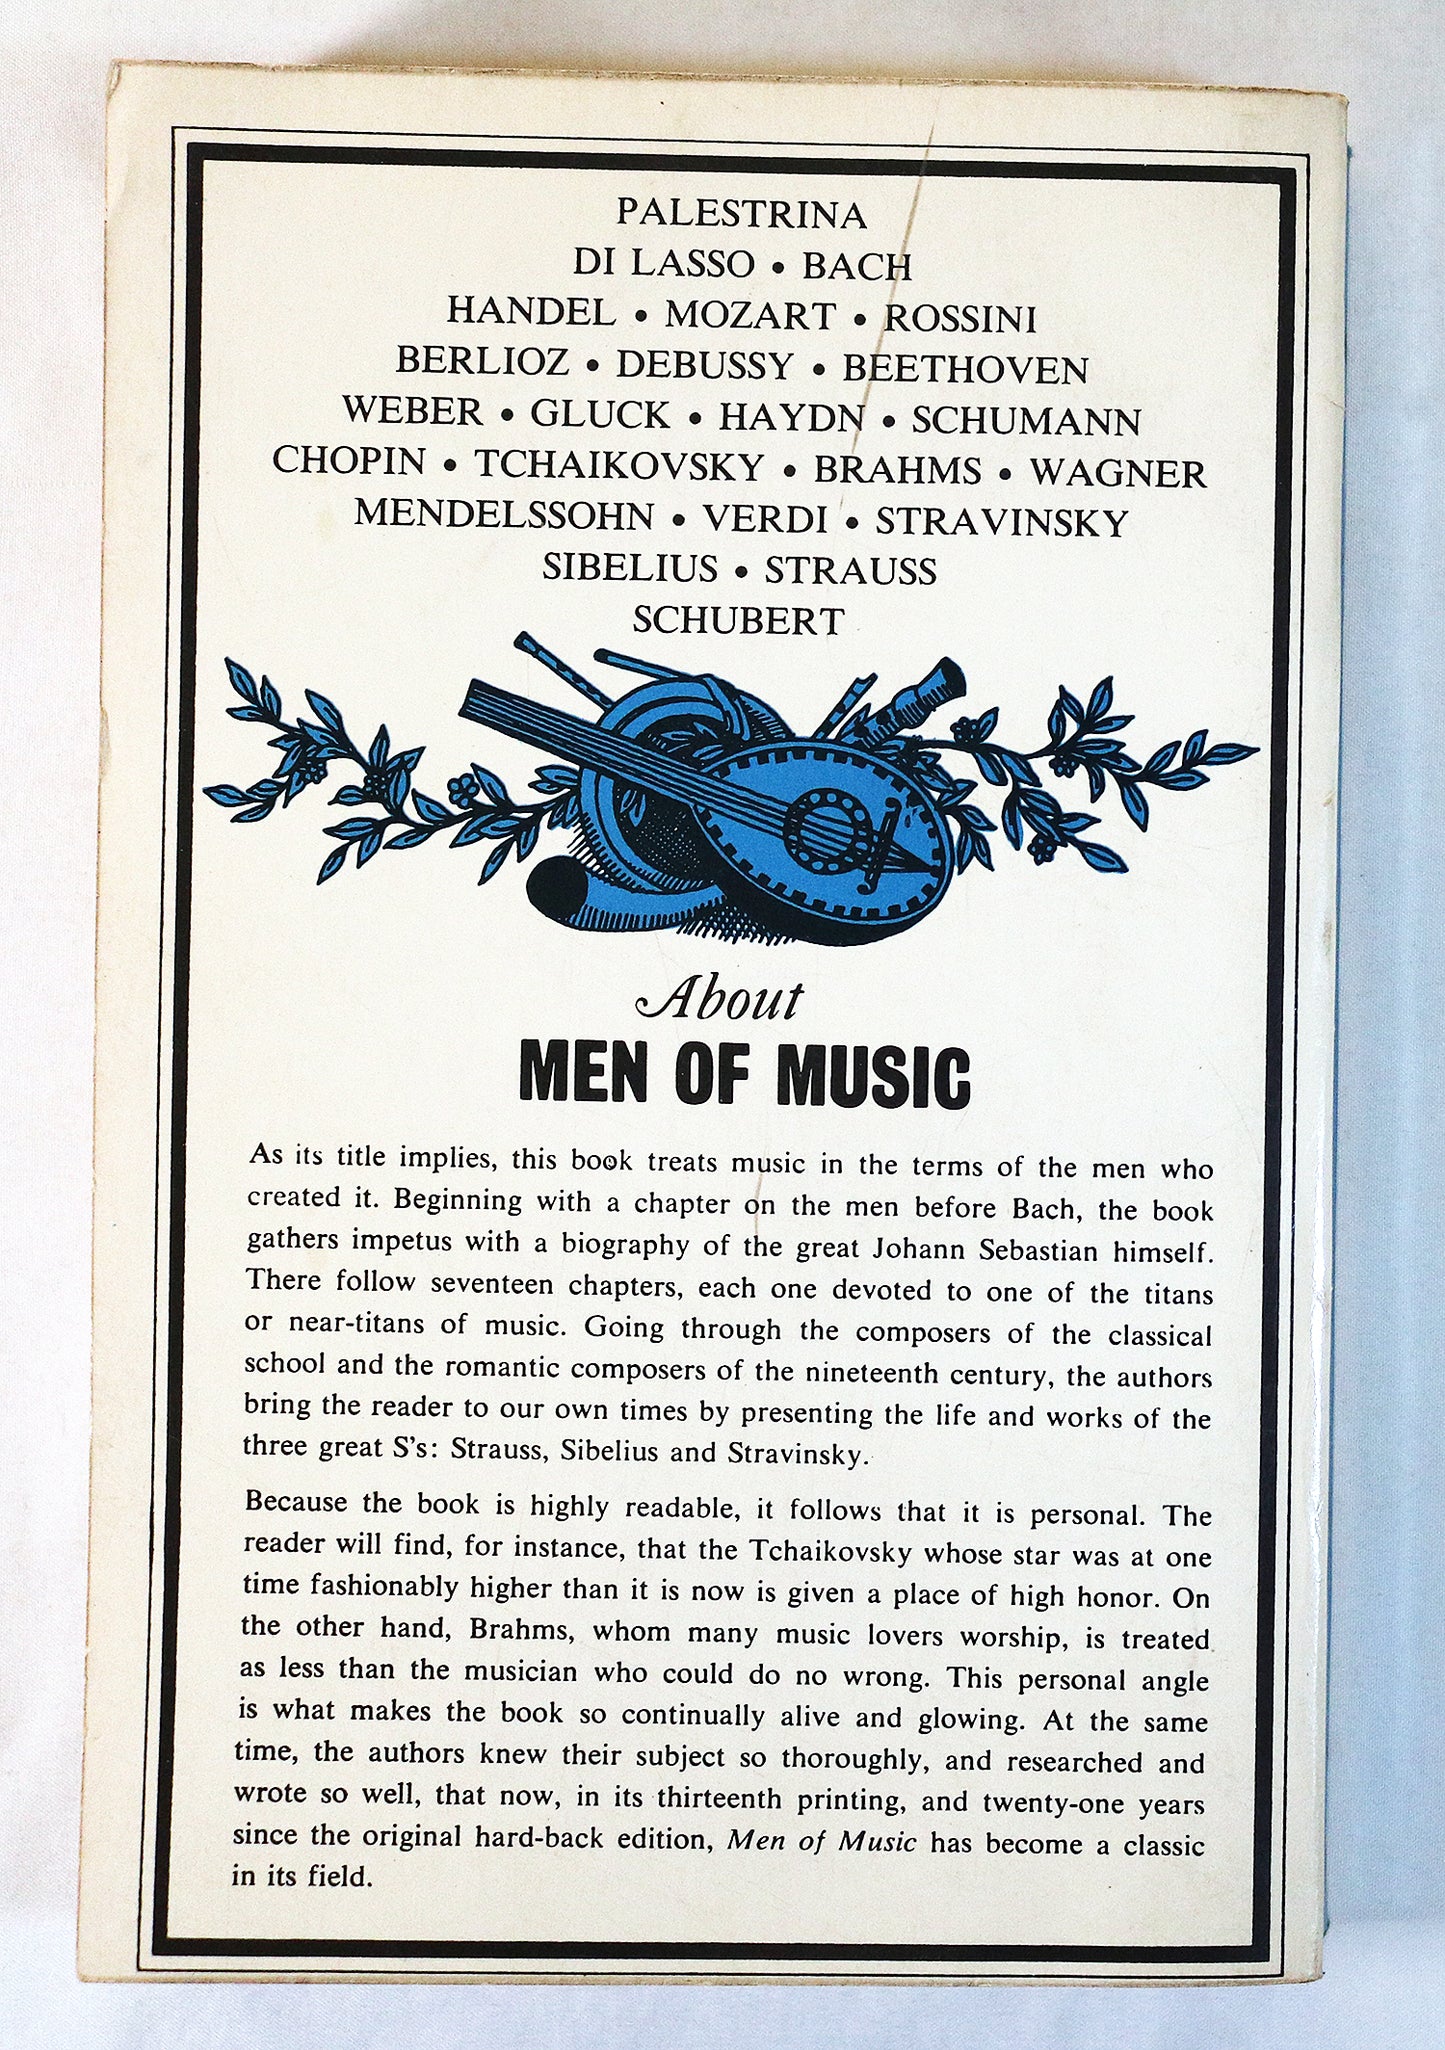 PALESTRINA
DI LASSO • BACH
HANDEL • MOZART • ROSSINI
BERLIOZ • DEBUSSY • BEETHOVEN
WEBER • GLUCK • HAYDN • SCHUMANN
CHOPIN • TCHAIKOVSKY • BRAHMS • WAGNER
MENDELSSOHN • VERDI • STRAVINSKY
SIBELIUS • STRAUSS
SCHUBERT
About
MEN OF MUSIC
As its title implies, this book treats music in the terms of the men who
created it. Beginning with a chapter on the men before Bach, the book
gathers impetus with a biography of the great Johann Sebastian himself.
There follow seventeen chapters, each one devoted to one of the titans
or near-titans of music. Going through the composers of the classical
school and the romantic composers of the nineteenth century, the authors
bring the reader to our own times by presenting the life and works of the
three great S's: Strauss, Sibelius and Stravinsky.
Because the book is highly readable, it follows that it is personal. The
reader will find, for instance, that the Tchaikovsky whose star was at one
time fashionably higher than it is now is given a place of high honor. On
the other hand, Brahms, whom many music lovers worship, is treated
as less than the musician who could do no wrong. This personal angle
is what makes the book so continually alive and glowing. At the same
time, the authors knew their subject so thoroughly, and researched and
wrote so well, that now, in its thirteenth printing, and twenty-one years
since the original hard-back edition, Men of Music has become a classic
in its field.